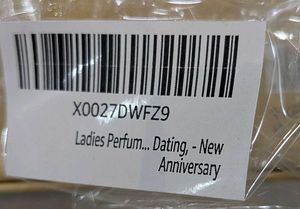 X0027DWFZ9
Ladies Perfum... Dating, - New
Anniversary